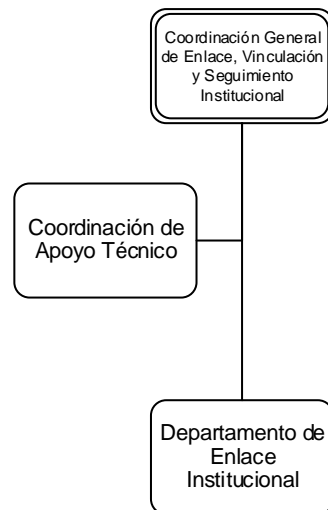 Coordinación General
de Enlace, Vinculación
y Seguimiento
Institucional
Coordinación de
Apoyo Técnico
Departamento de
Enlace
Institucional